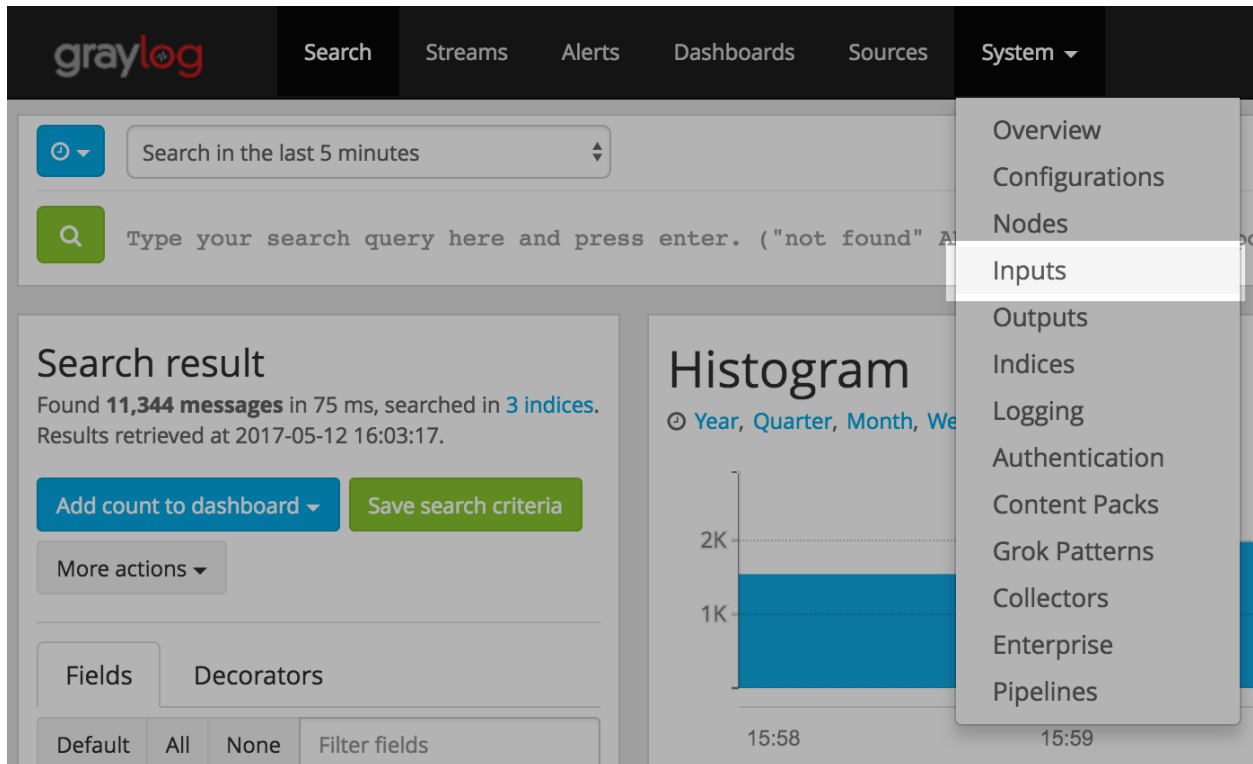 graylog
Search Streams Alerts Dashboards Sources System
Overview
Configurations
Nodes
Inputs
Outputs
Indices
Logging
Authentication
Content Packs
Grok Patterns
Collectors
Enterprise
Pipelines
Search in the last 5 minutes
Type your search query here and press enter. ("not found"
Search result
Found 11,344 messages in 75 ms, searched in 3 indices.
Results retrieved at 2017-05-12 16:03:17.
Add count to dashboard Save search criteria
More actions
Fields Decorators
Default All None Filter fields
Histogram
Year, Quarter, Month,
2K
1K
15:58 15:59